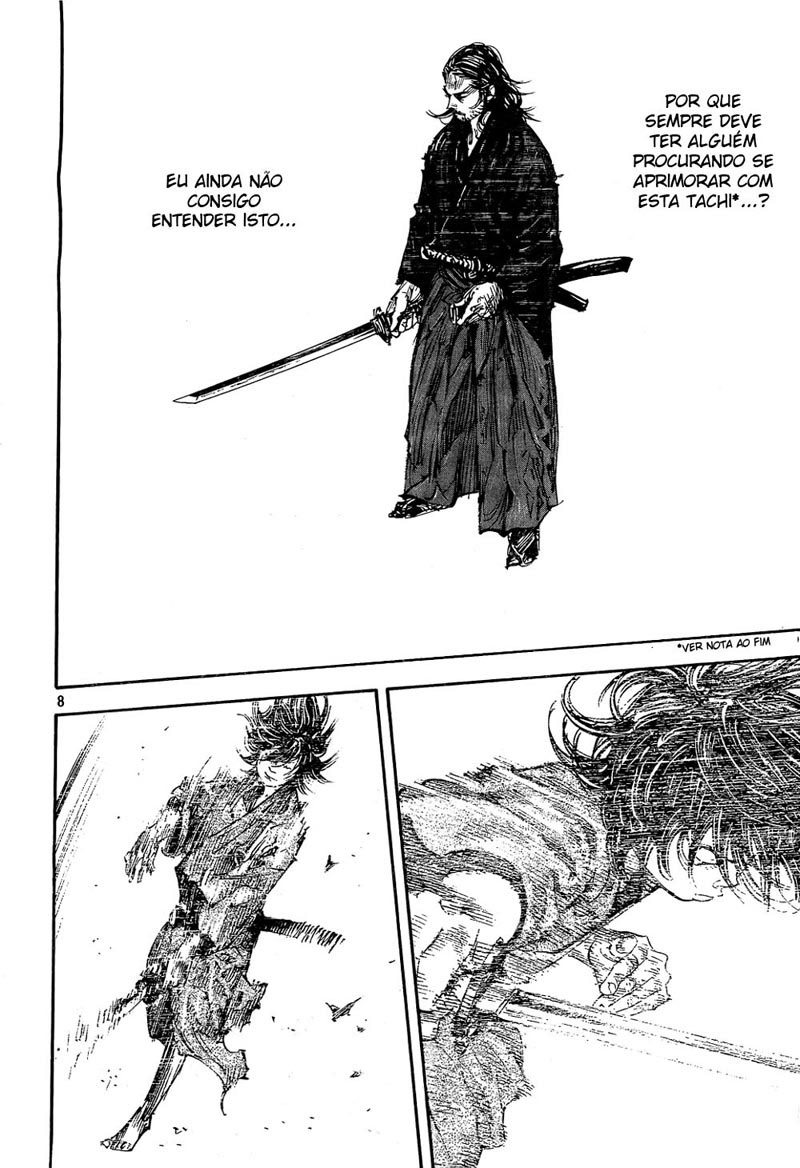 POR QUE
SEMPRE DEVE
TER ALGUÉM
PROCURANDO SE
APRIMORAR COM
ESTA TACHI*...?
EU AINDA NÃO
CONSIGO
ENTENDER ISTO...
*VER NOTA AO FIM
8